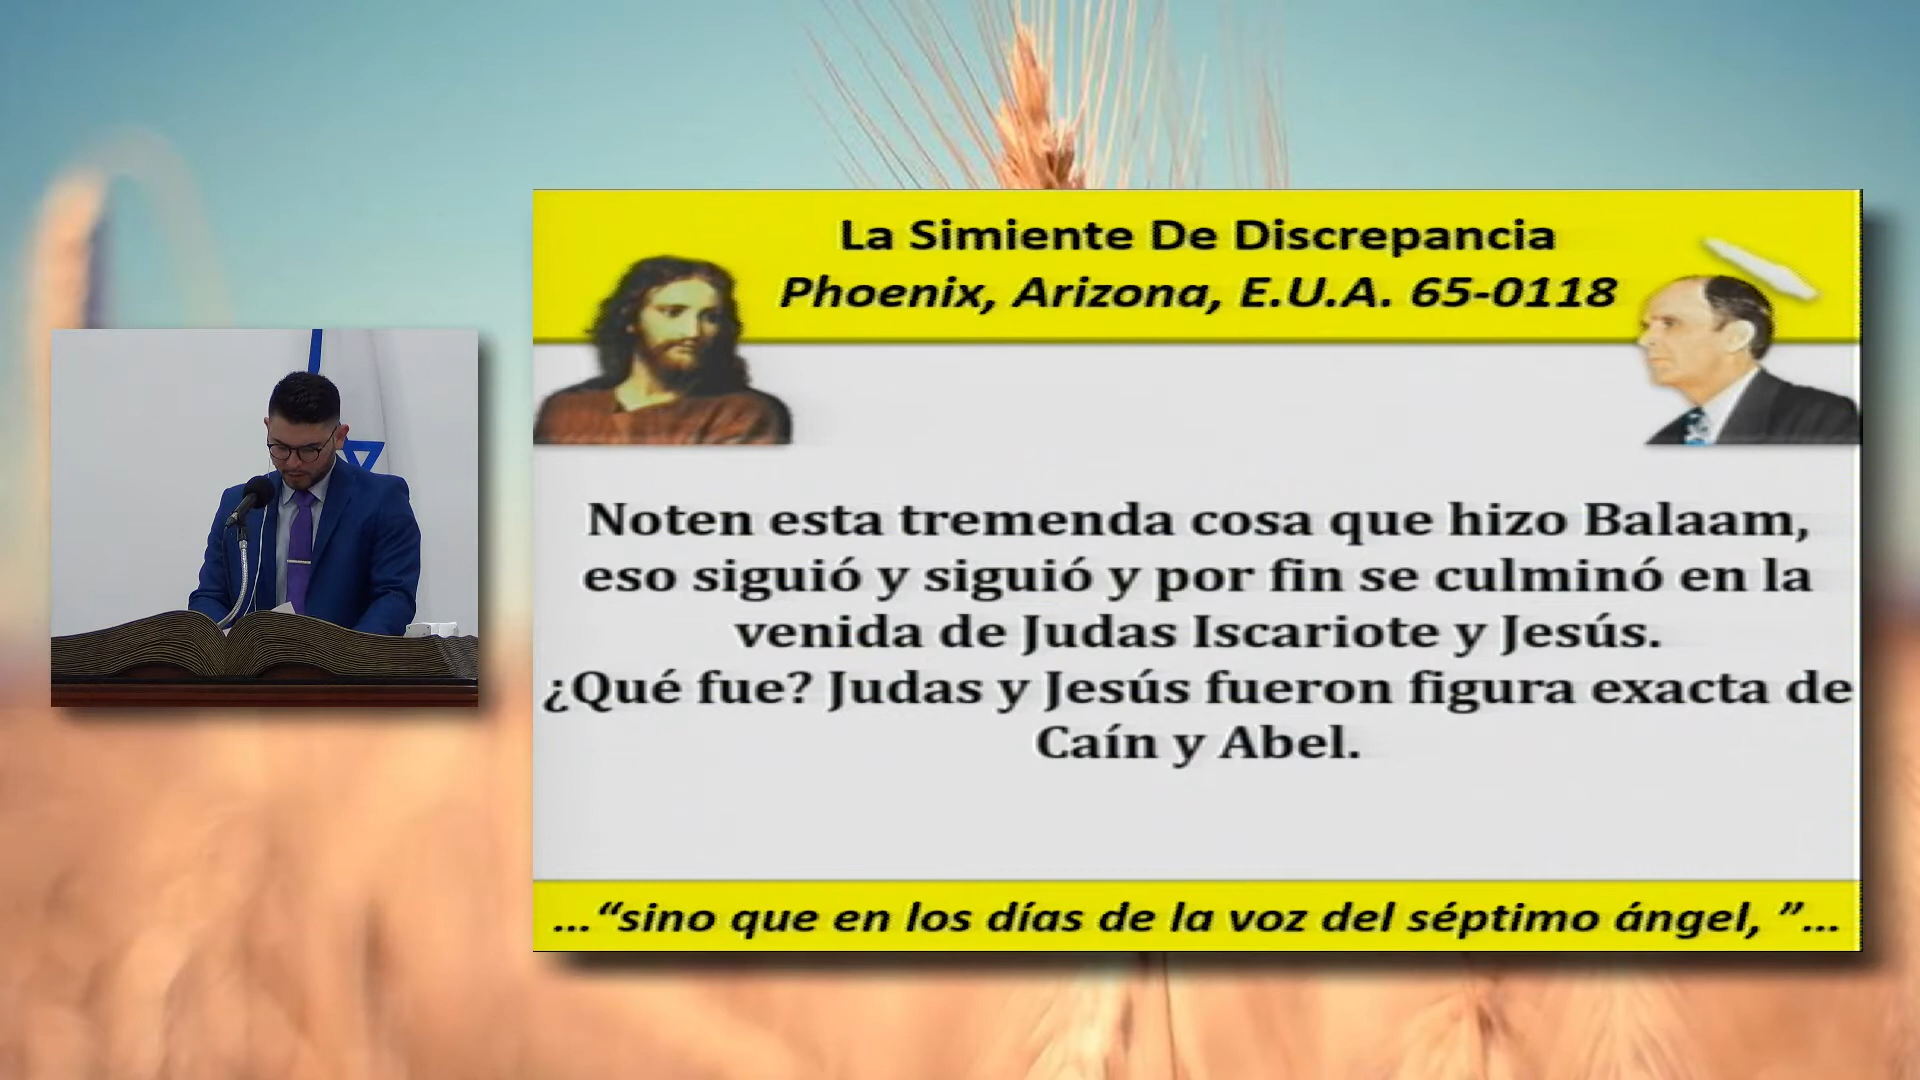 La Simiente De Discrepancia
Phoenix, Arizona, E.U.A. 65-0118
Noten esta tremenda cosa que hizo Balaam,
eso siguió y siguió y por fin se culminó en la
venida de Judas Iscariote y Jesús.
¿Qué fue? Judas y Jesús fueron figura exacta de
Caín y Abel.
...“sino que en los días de la voz del séptimo ángel, ”...